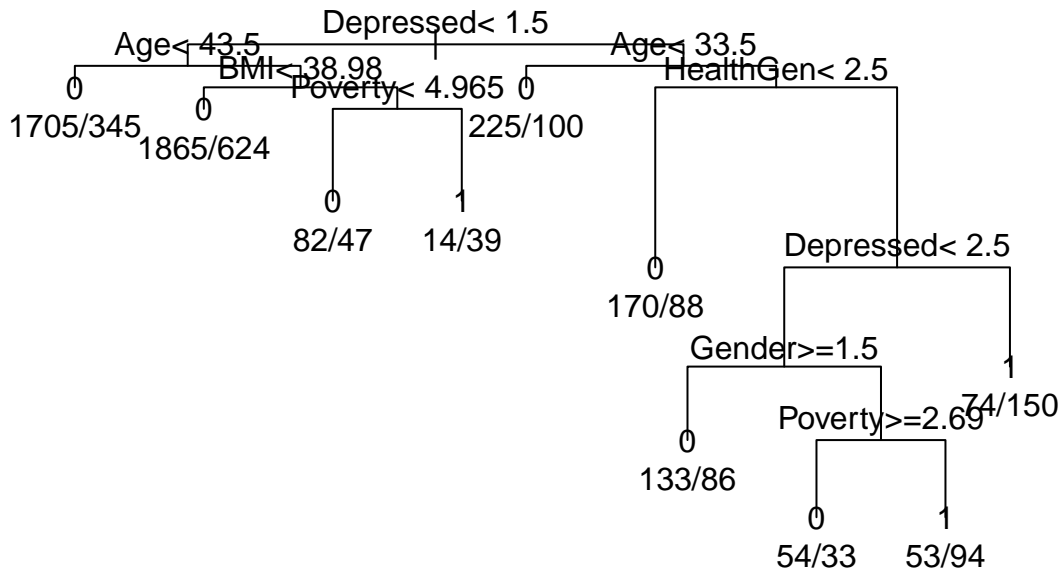 Depressed< 1.5
Age< 43.5
Age< 33.5
BMI< 38.98
HealthGen< 2.5
Poverty< 4.965
0
0
0
1705/345
1865/624
225/100
0
1
82/47
14/39
Depressed< 2.5
0
170/88
Gender>=1.5
1
74/150
Poverty>=2.69
0
133/86
0
1
54/33
53/94